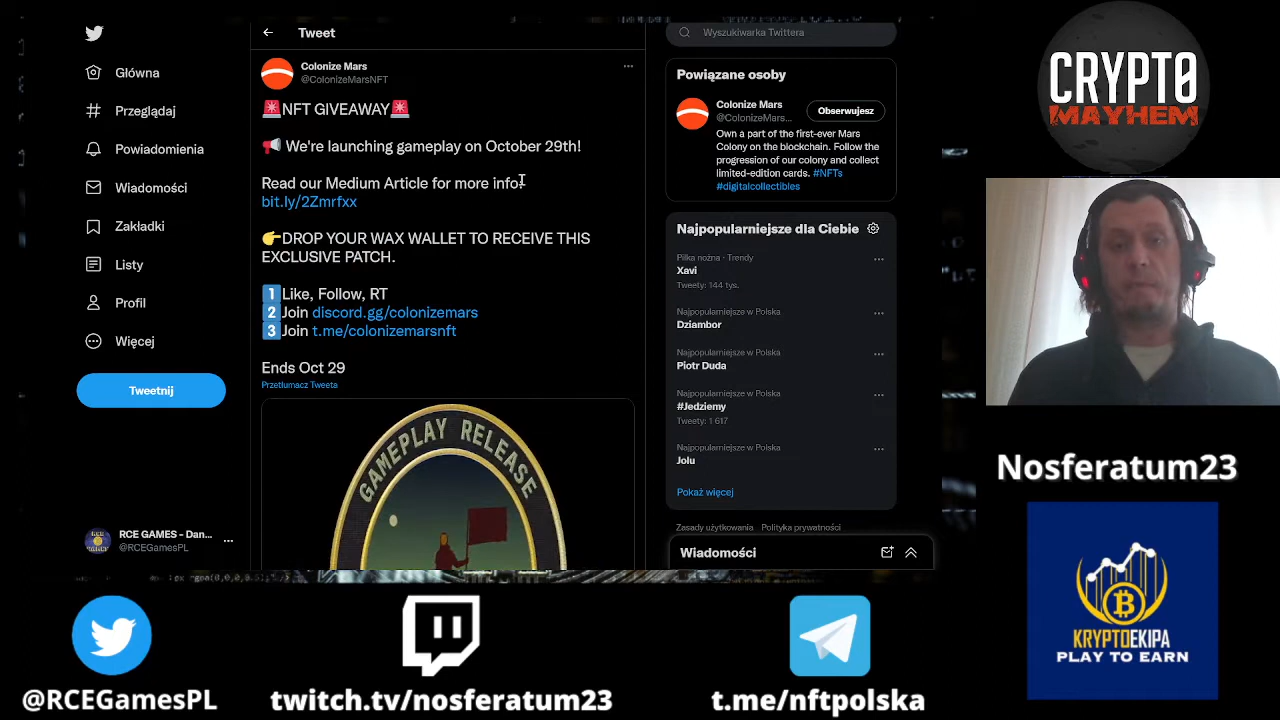 Tweet
Wyszukiwarka Twittera
Główna
Przeglądaj
Powiadomienia
Wiadomości
Zakładki
Listy
Profil
Więcej
Tweetnij
RCE GAMES - Dan...
@RCEGamesPL
Colonize Mars
@ColonizeMarsNFT
🚨NFT GIVEAWAY🚨
📢 We're launching gameplay on October 29th!
Read our Medium Article for more info:
bit.ly/2Zmrfxx
👉DROP YOUR WAX WALLET TO RECEIVE THIS
EXCLUSIVE PATCH.
1️⃣Like, Follow, RT
2️⃣Join discord.gg/colonizemars
3️⃣Join t.me/colonizemarsnft
Ends Oct 29
Przetłumacz Tweeta
GAMEPLAY RELEASE
Powiązane osoby
Colonize Mars
@ColonizeMars...
Obserwujesz
Own a part of the first-ever Mars
Colony on the blockchain. Follow the
progression of our colony and collect
limited-edition cards. #NFTs
#digitalcollectibles
Najpopularniejsze dla Ciebie
Piłka nożna · Trendy
Xavi
Tweety: 144 tys.
Najpopularniejsze w Polska
Dziambor
Najpopularniejsze w Polska
Piotr Duda
Najpopularniejsze w Polska
#Jedziemy
Tweety: 1 617
Najpopularniejsze w Polska
Jolu
Pokaż więcej
Zasady użytkowania Polityka prywatności
Wiadomości
CRYPTO
MAYHEM
Nosferatum23
KRYPTOEKIPA
PLAY TO EARN
@RCEGamesPL
twitch.tv/nosferatum23
t.me/nftpolska